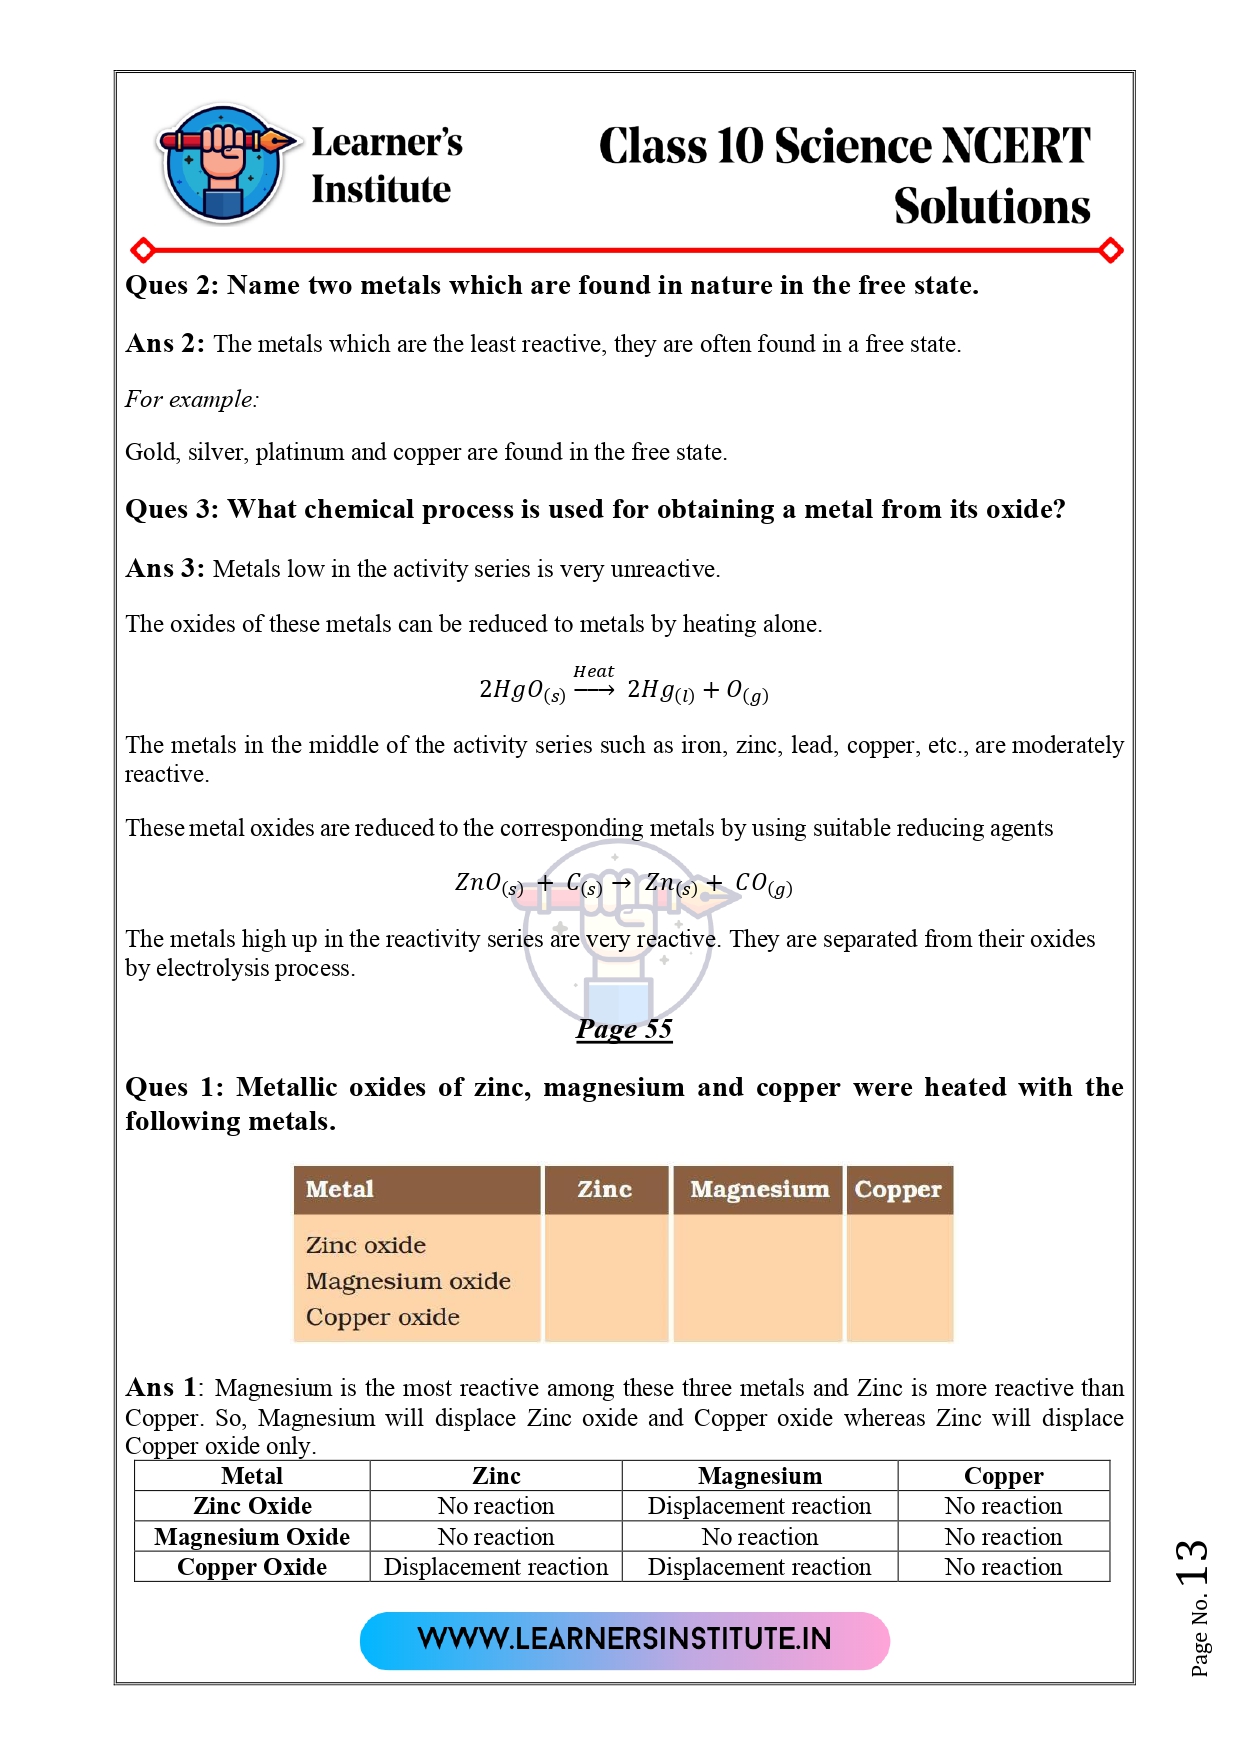 Learner's
Institute
Class 10 Science NCERT
Solutions
Ques 2: Name two metals which are found in nature in the free state.
Ans 2: The metals which are the least reactive, they are often found in a free state.
For example:
Gold, silver, platinum and copper are found in the free state.
Ques 3: What chemical process is used for obtaining a metal from its oxide?
Ans 3: Metals low in the activity series is very unreactive.
The oxides of these metals can be reduced to metals by heating alone.
2HgO(s) —Heat→ 2Hg(l) + O(g)
The metals in the middle of the activity series such as iron, zinc, lead, copper, etc., are moderately
reactive.
These metal oxides are reduced to the corresponding metals by using suitable reducing agents
ZnO(s) + C(s) → Zn(s) + CO(g)
The metals high up in the reactivity series are very reactive. They are separated from their oxides
by electrolysis process.
Page 55
Ques 1: Metallic oxides of zinc, magnesium and copper were heated with the
following metals.
Metal Zinc Magnesium Copper
Zinc oxide
Magnesium oxide
Copper oxide
Ans 1: Magnesium is the most reactive among these three metals and Zinc is more reactive than
Copper. So, Magnesium will displace Zinc oxide and Copper oxide whereas Zinc will displace
Copper oxide only.
Metal Zinc Magnesium Copper
Zinc Oxide No reaction Displacement reaction No reaction
Magnesium Oxide No reaction No reaction No reaction
Copper Oxide Displacement reaction Displacement reaction No reaction
WWW.LEARNERSINSTITUTE.IN
Page No. 13